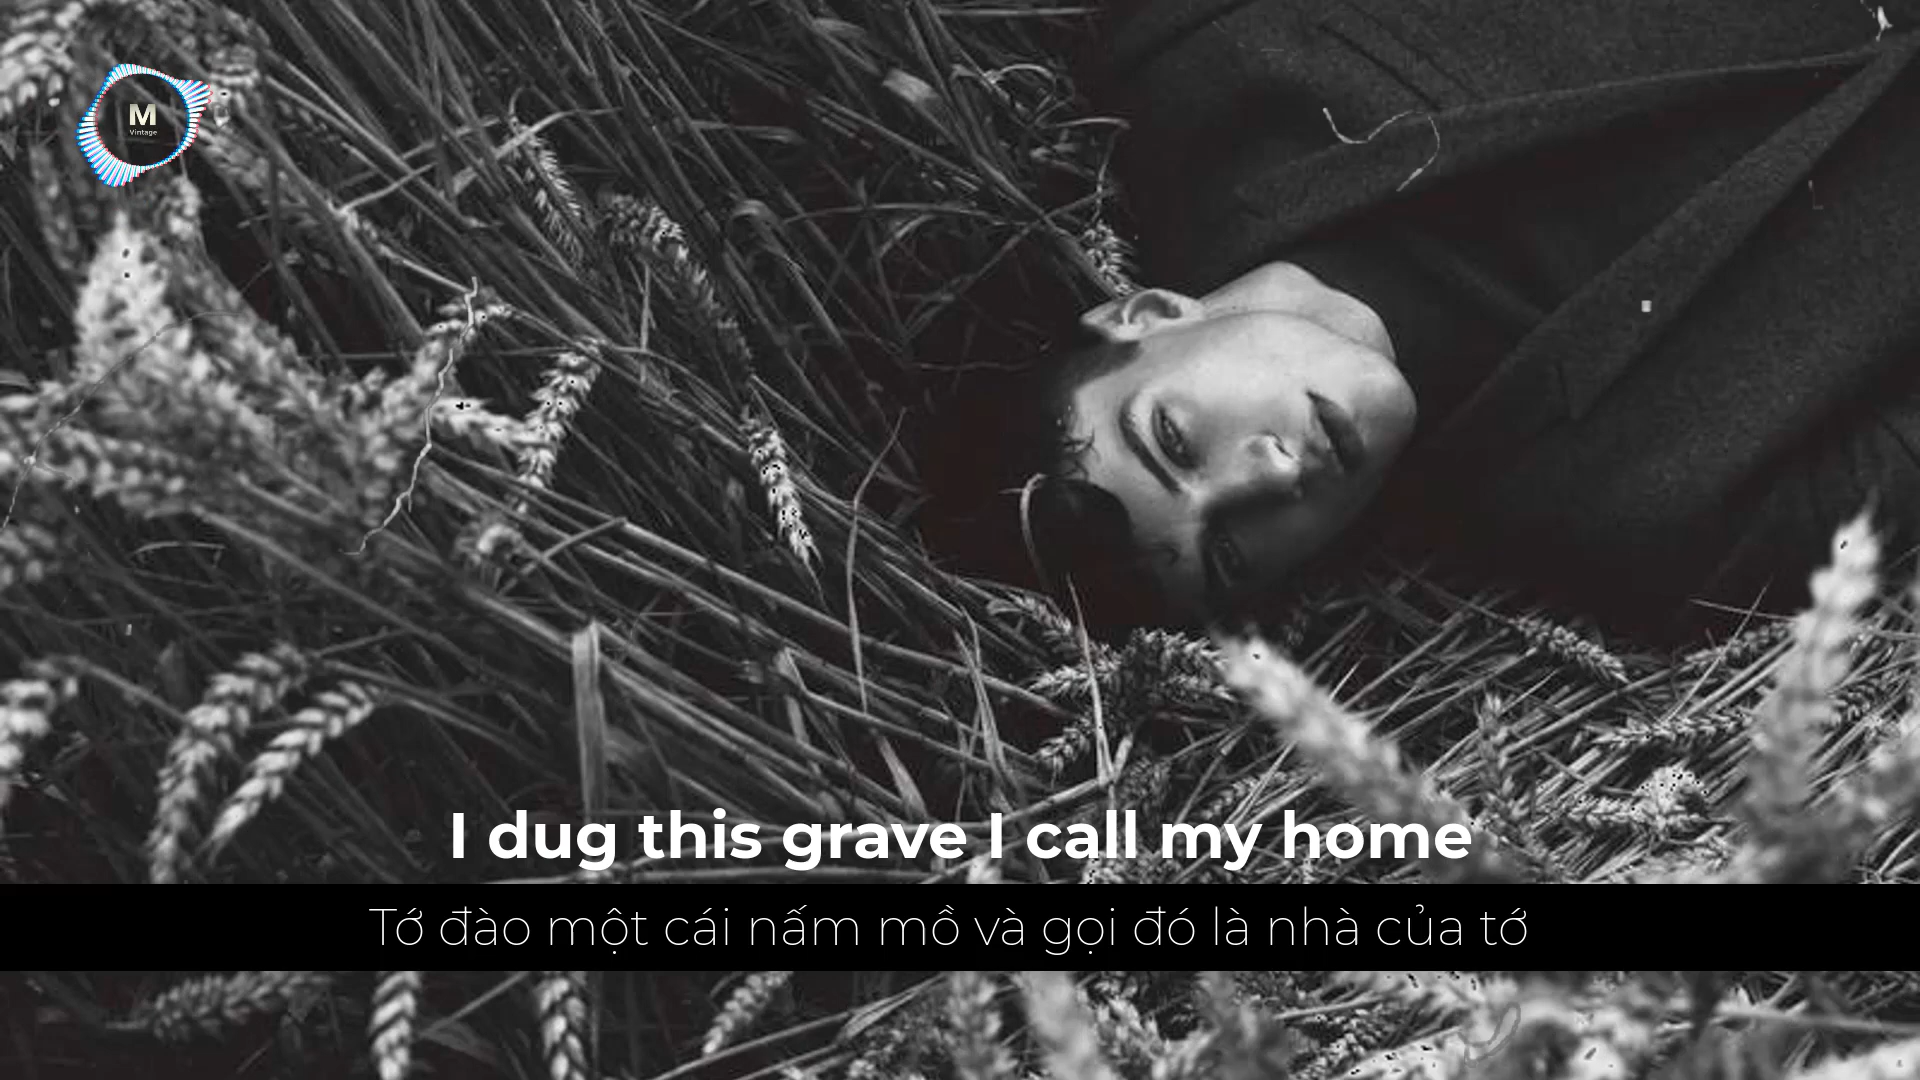 M
Vintage
I dug this grave I call my home
Tớ đào một cái nấm mồ và gọi đó là nhà của tớ